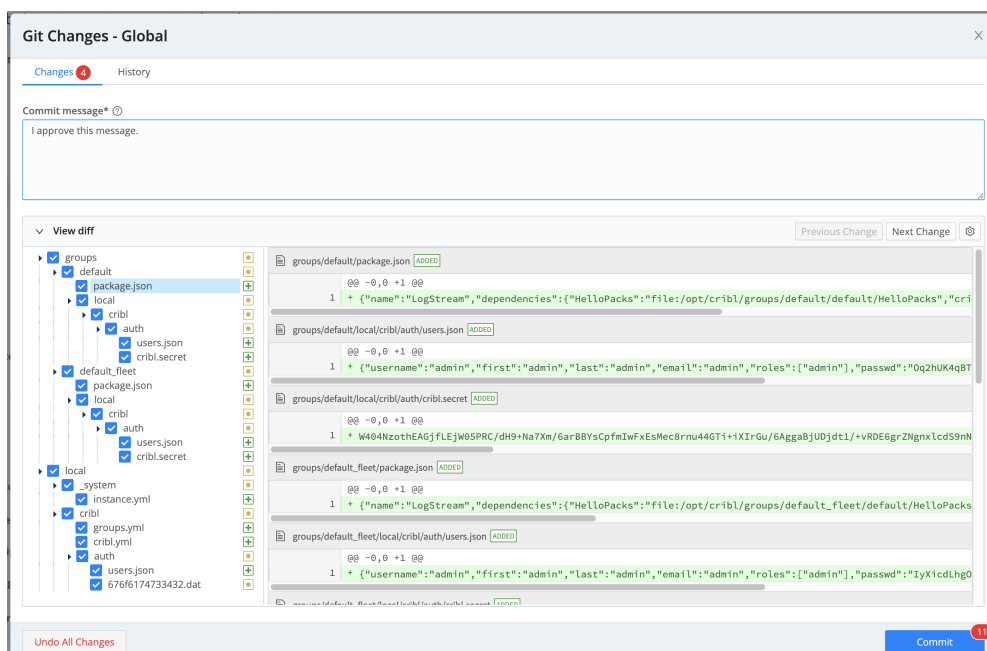 Git Changes - Global
Changes 4 History
Commit message*
I approve this message.
View diff
Previous Change Next Change
groups
default
package.json
local
cribl
auth
users.json
cribl.secret
default_fleet
package.json
local
cribl
auth
users.json
cribl.secret
local
_system
instance.yml
cribl
groups.yml
cribl.yml
auth
users.json
676f6174733432.dat
groups/default/package.json ADDED
@@ -0,0 +1 @@
1 + {"name":"LogStream","dependencies":{"HelloPacks":"file:/opt/cribl/groups/default/default/HelloPacks","cri
groups/default/local/cribl/auth/users.json ADDED
@@ -0,0 +1 @@
1 + {"username":"admin","first":"admin","last":"admin","email":"admin","roles":["admin"],"passwd":"Oq2hUK4qBT
groups/default/local/cribl/auth/cribl.secret ADDED
@@ -0,0 +1 @@
1 + W404NzothEAGjfLEjW05PRC/dH9+Na7Xm/6arBBYsCpfmIwFxEsMec8rnu44GTi+iXIrGu/6AggaBjUDjdt1/+vRDE6grZNgnxlcdS9nN
groups/default_fleet/package.json ADDED
@@ -0,0 +1 @@
1 + {"name":"LogStream","dependencies":{"HelloPacks":"file:/opt/cribl/groups/default_fleet/default/HelloPacks
groups/default_fleet/local/cribl/auth/users.json ADDED
@@ -0,0 +1 @@
1 + {"username":"admin","first":"admin","last":"admin","email":"admin","roles":["admin"],"passwd":"IyXicdLhgO
groups/default_fleet/local/cribl/auth/cribl.secret ADDED
Undo All Changes
Commit 11